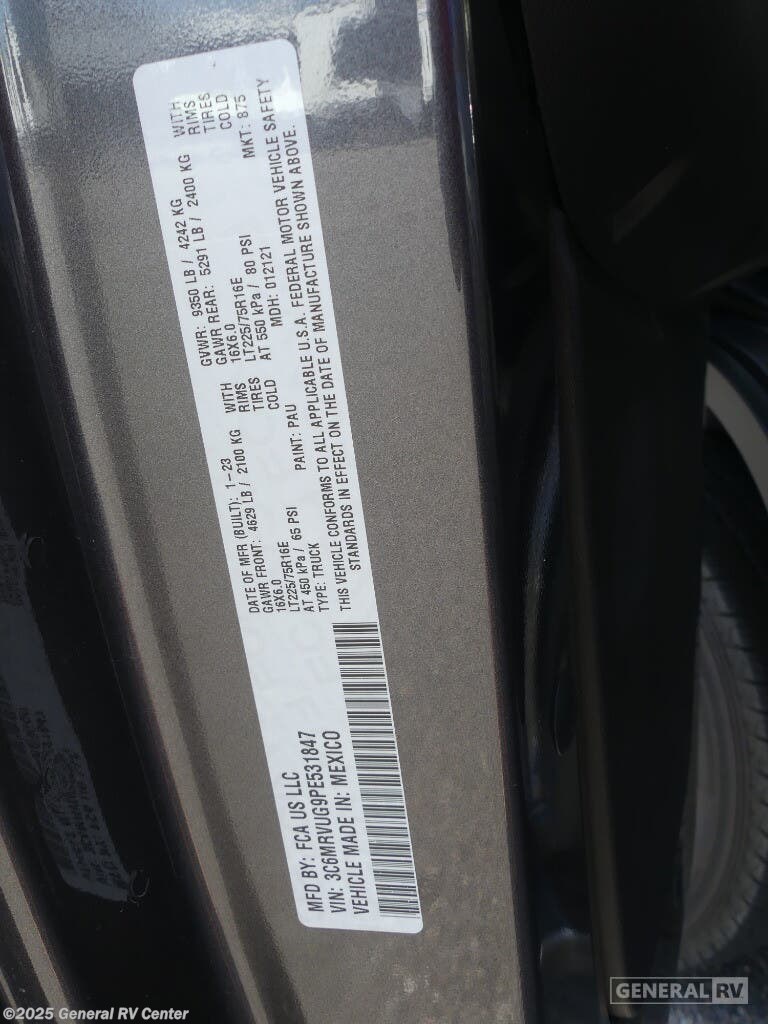 MFD BY: FCA US LLC
VIN: 3C6MRVUG9PE531847
VEHICLE MADE IN: MEXICO
DATE OF MFR (BUILT): 1-23
GVWR: 9350 LB / 4242 KG
GAWR FRONT: 4629 LB / 2100 KG WITH
GAWR REAR: 5291 LB / 2400 KG WITH
16X6.0 RIMS
16X6.0 RIMS
LT225/75R16E TIRES
LT225/75R16E TIRES
AT 450 kPa / 65 PSI COLD
AT 550 kPa / 80 PSI COLD
TYPE: TRUCK
PAINT: PAU
MDH: 012121
MKT: 875
THIS VEHICLE CONFORMS TO ALL APPLICABLE U.S.A. FEDERAL MOTOR VEHICLE SAFETY
STANDARDS IN EFFECT ON THE DATE OF MANUFACTURE SHOWN ABOVE.
GENERAL RV
©2025 General RV Center